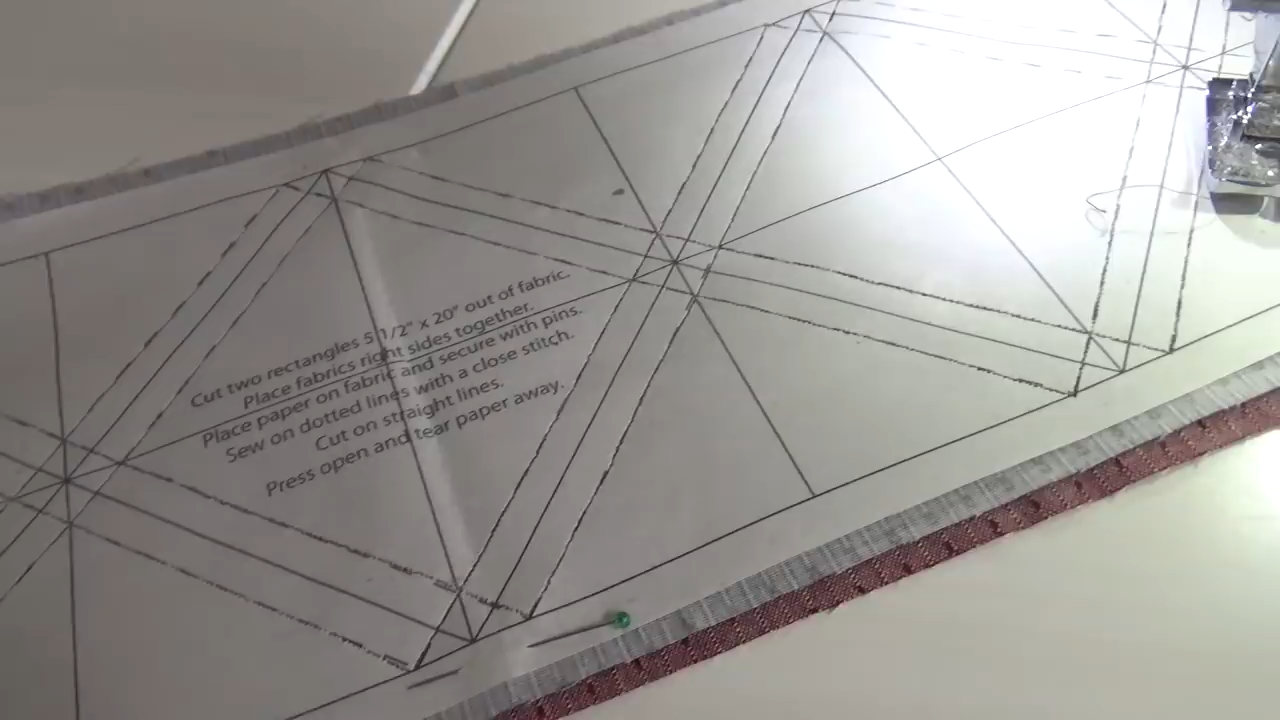 Cut two rectangles 5 1/2" x 20" out of fabric.
Place fabrics right sides together.
Place paper on fabric and secure with pins.
Sew on dotted lines with a close stitch.
Cut on straight lines.
Press open and tear paper away.